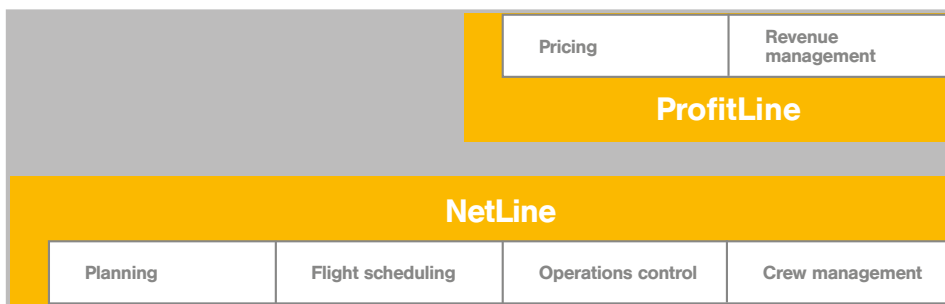 Pricing
Revenue
management
ProfitLine
NetLine
Planning
Flight scheduling
Operations control
Crew management